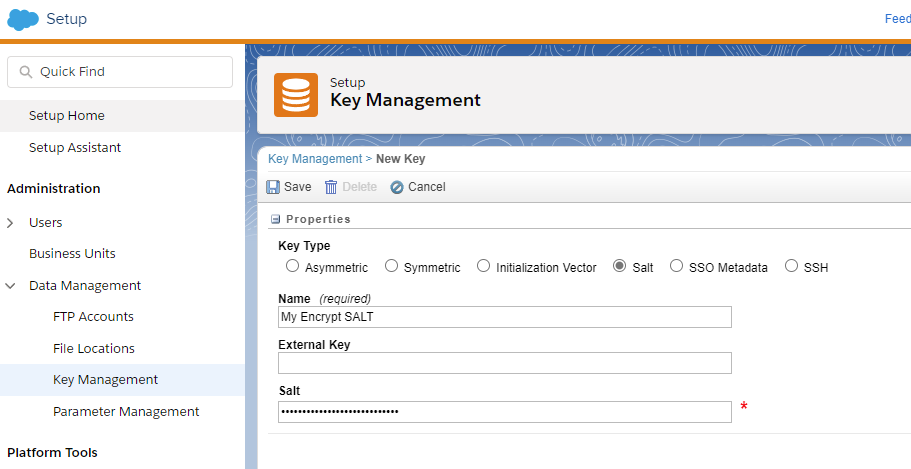 Setup
Feed
Quick Find
Setup Home
Setup Assistant
Administration
Users
Business Units
Data Management
FTP Accounts
File Locations
Key Management
Parameter Management
Platform Tools
Setup
Key Management
Key Management > New Key
Save Delete Cancel
Properties
Key Type
Asymmetric Symmetric Initialization Vector Salt SSO Metadata SSH
Name (required)
My Encrypt SALT
External Key
Salt
•••••••••••••••••••••••••••• *